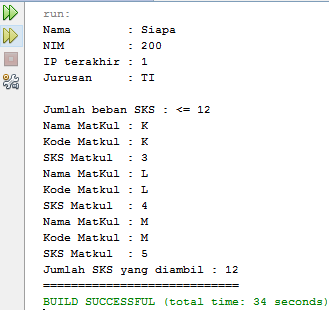 run:
Nama        : Siapa
NIM         : 200
IP terakhir : 1
Jurusan     : TI

Jumlah beban SKS : <= 12
Nama MatKul : K
Kode Matkul : K
SKS Matkul  : 3
Nama MatKul : L
Kode Matkul : L
SKS Matkul  : 4
Nama MatKul : M
Kode Matkul : M
SKS Matkul  : 5
Jumlah SKS yang diambil : 12
============================
BUILD SUCCESSFUL (total time: 34 seconds)